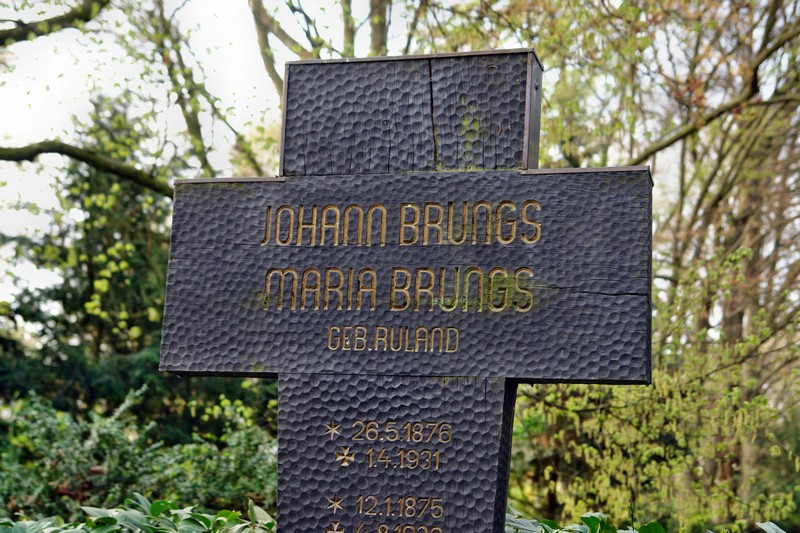 JOHANN BRUNGS
MARIA BRUNGS
GEB.RULAND
* 26.5.1876
✠ 1.4.1931
* 12.1.1875